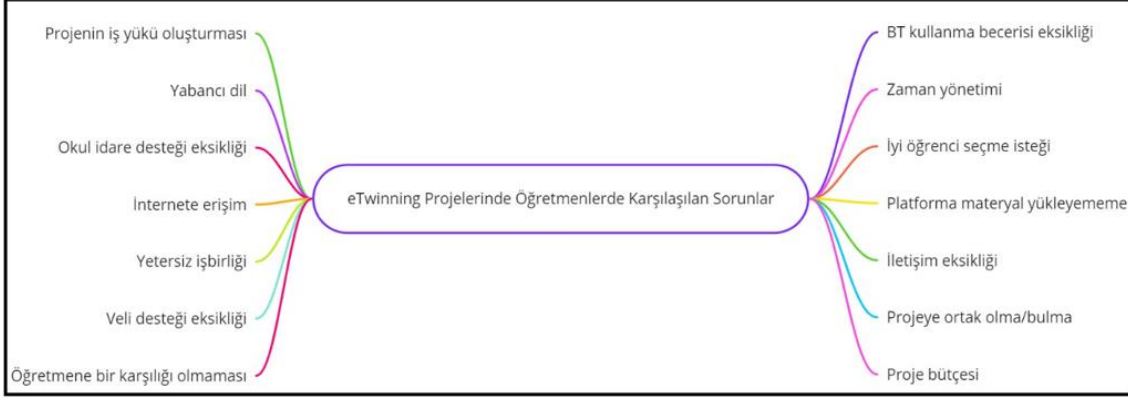 Projenin iş yükü oluşturması
Yabancı dil
Okul idare desteği eksikliği
İnternete erişim
Yetersiz işbirliği
Veli desteği eksikliği
Öğretmene bir karşılığı olmaması
eTwinning Projelerinde Öğretmenlerde Karşılaşılan Sorunlar
BT kullanma becerisi eksikliği
Zaman yönetimi
İyi öğrenci seçme isteği
Platforma materyal yükleyememe
İletişim eksikliği
Projeye ortak olma/bulma
Proje bütçesi